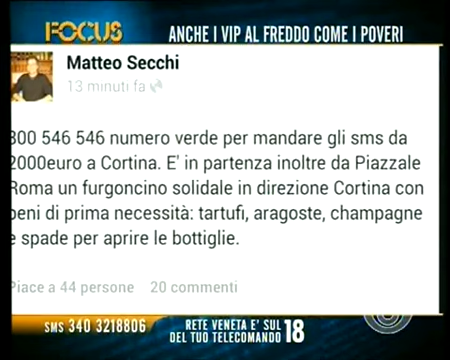 FOCUS
ANCHE I VIP AL FREDDO COME I POVERI
Matteo Secchi
13 minuti fa
800 546 546 numero verde per mandare gli sms da
2000euro a Cortina. E' in partenza inoltre da Piazzale
Roma un furgoncino solidale in direzione Cortina con
beni di prima necessità: tartufi, aragoste, champagne
e spade per aprire le bottiglie.
Piace a 44 persone 20 commenti
SMS 340 3218806
RETE VENETA E' SUL
DEL TUO TELECOMANDO 18